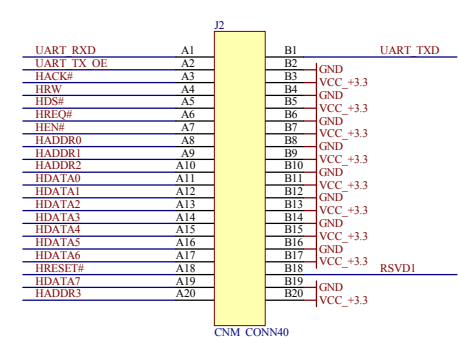 J2
UART_RXD A1 B1 UART_TXD
UART_TX_OE A2 B2 GND
HACK# A3 B3 VCC_+3.3
HRW A4 B4 GND
HDS# A5 B5 VCC_+3.3
HREQ# A6 B6 GND
HEN# A7 B7 VCC_+3.3
HADDR0 A8 B8 GND
HADDR1 A9 B9 VCC_+3.3
HADDR2 A10 B10 GND
HDATA0 A11 B11 VCC_+3.3
HDATA1 A12 B12 GND
HDATA2 A13 B13 VCC_+3.3
HDATA3 A14 B14 GND
HDATA4 A15 B15 VCC_+3.3
HDATA5 A16 B16 GND
HDATA6 A17 B17 VCC_+3.3
HRESET# A18 B18 RSVD1
HDATA7 A19 B19 GND
HADDR3 A20 B20 VCC_+3.3
CNM_CONN40